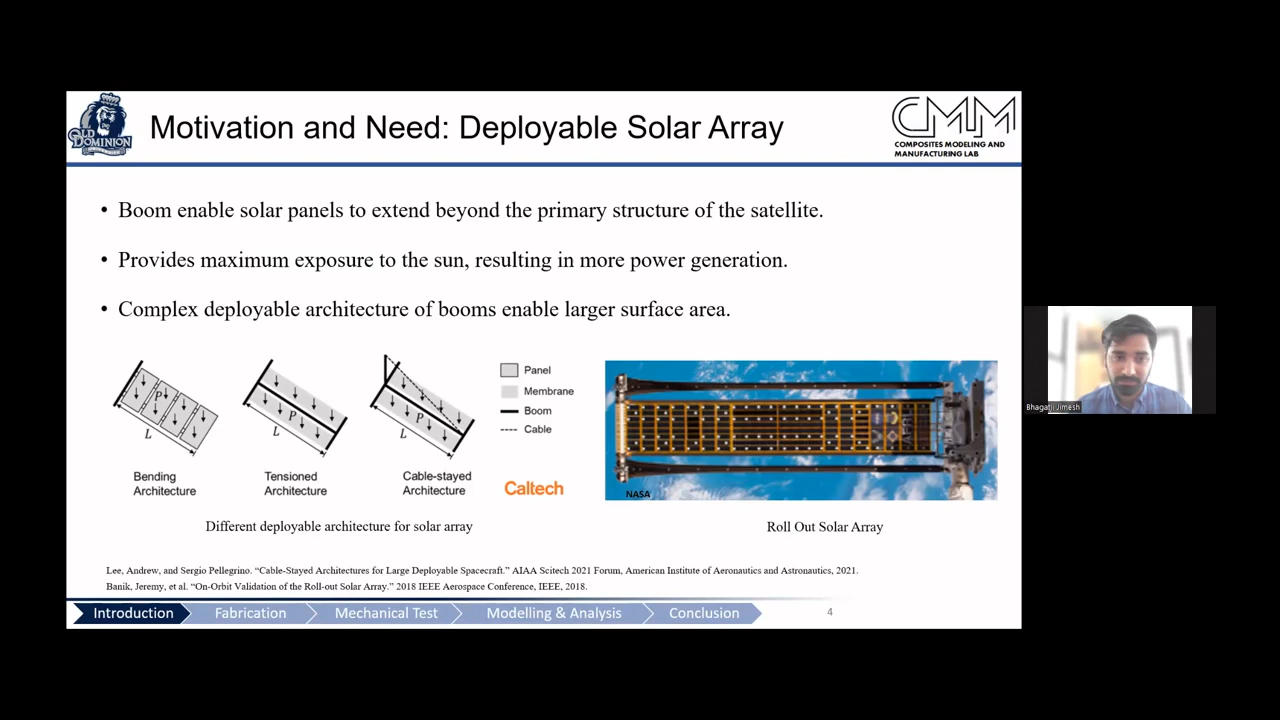 OLD DOMINION
Motivation and Need: Deployable Solar Array
CMM
COMPOSITES MODELING AND
MANUFACTURING LAB
• Boom enable solar panels to extend beyond the primary structure of the satellite.
• Provides maximum exposure to the sun, resulting in more power generation.
• Complex deployable architecture of booms enable larger surface area.
P
L
Bending
Architecture
P
L
Tensioned
Architecture
P
L
Cable-stayed
Architecture
Panel
Membrane
Boom
Cable
Caltech
NASA
Different deployable architecture for solar array
Roll Out Solar Array
Lee, Andrew, and Sergio Pellegrino. “Cable-Stayed Architectures for Large Deployable Spacecraft.” AIAA Scitech 2021 Forum, American Institute of Aeronautics and Astronautics, 2021.
Banik, Jeremy, et al. “On-Orbit Validation of the Roll-out Solar Array.” 2018 IEEE Aerospace Conference, IEEE, 2018.
Introduction
Fabrication
Mechanical Test
Modelling & Analysis
Conclusion
4
Bhagatji Jimesh